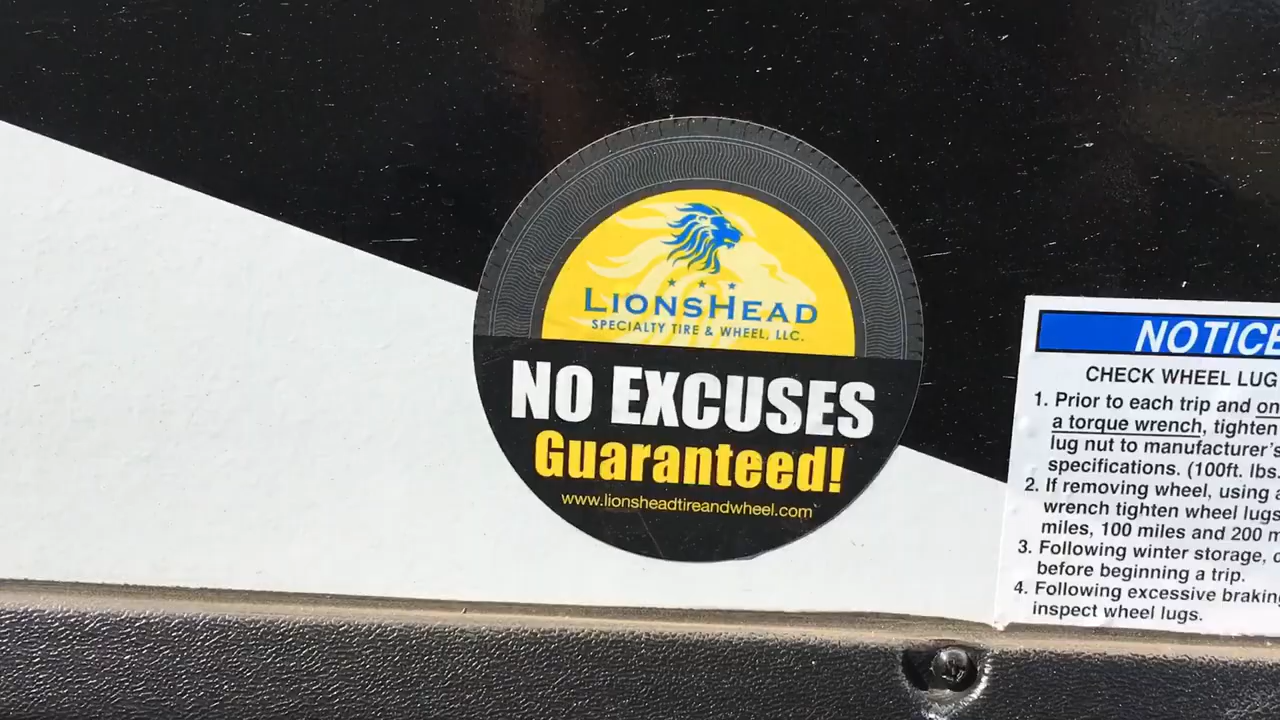 LIONSHEAD
SPECIALTY TIRE & WHEEL, LLC.
NO EXCUSES
Guaranteed!
www.lionsheadtireandwheel.com
NOTICE
CHECK WHEEL LUG
1. Prior to each trip and on
a torque wrench, tighten
lug nut to manufacturer's
specifications. (100ft. lbs.
2. If removing wheel, using a
wrench tighten wheel lugs
miles, 100 miles and 200 m
3. Following winter storage,
before beginning a trip.
4. Following excessive braking
inspect wheel lugs.